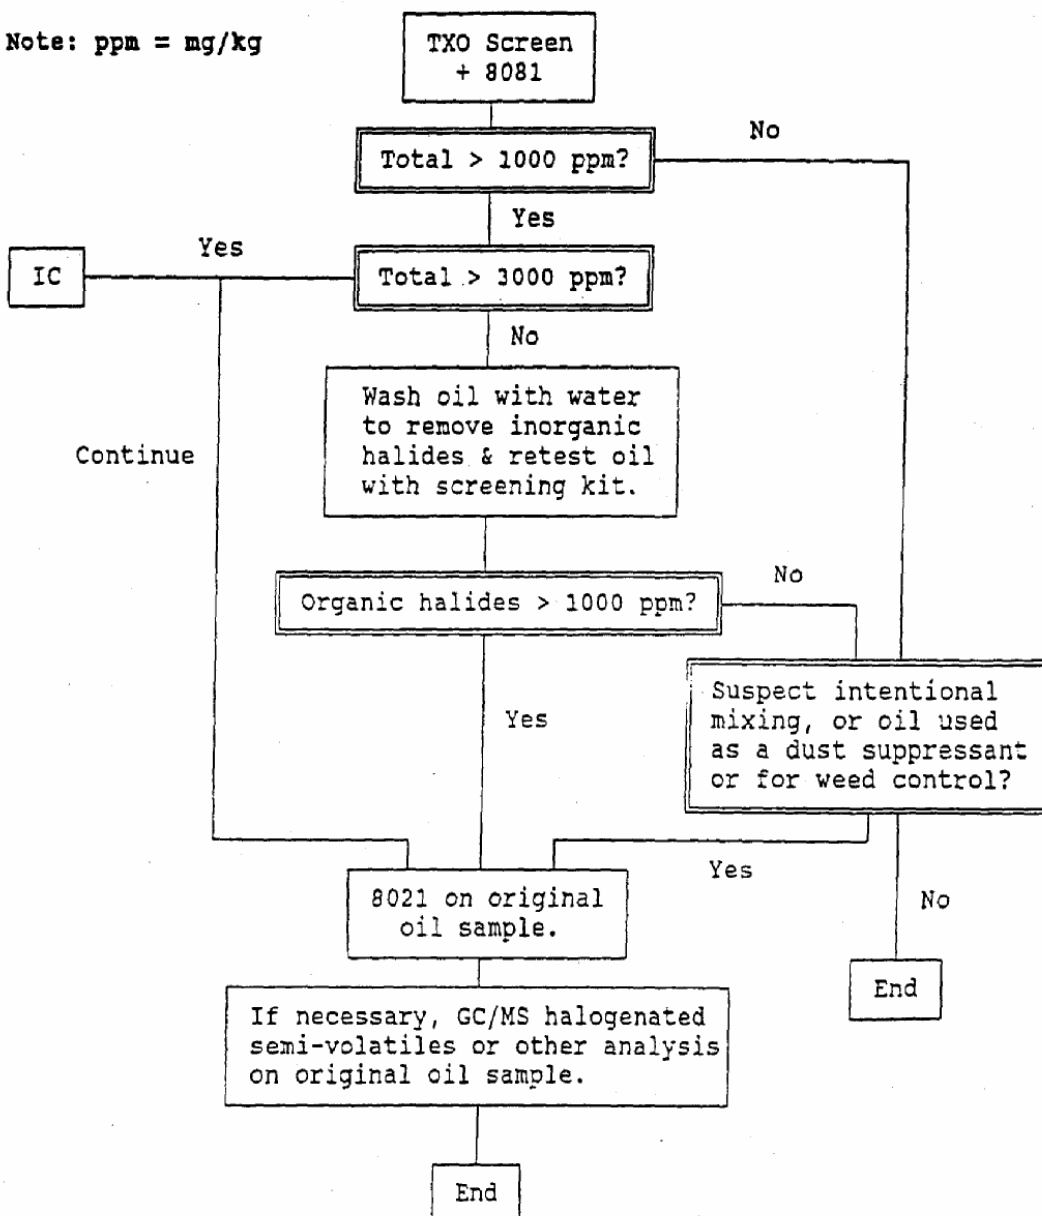 Note: ppm = mg/kg
TXO Screen
+ 8081
No
Total > 1000 ppm?
Yes
Yes
IC
Total > 3000 ppm?
No
Wash oil with water
to remove inorganic
halides & retest oil
with screening kit.
Continue
No
Organic halides > 1000 ppm?
Suspect intentional
mixing, or oil used
as a dust suppressant
or for weed control?
Yes
Yes
8021 on original
oil sample.
No
End
If necessary, GC/MS halogenated
semi-volatiles or other analysis
on original oil sample.
End